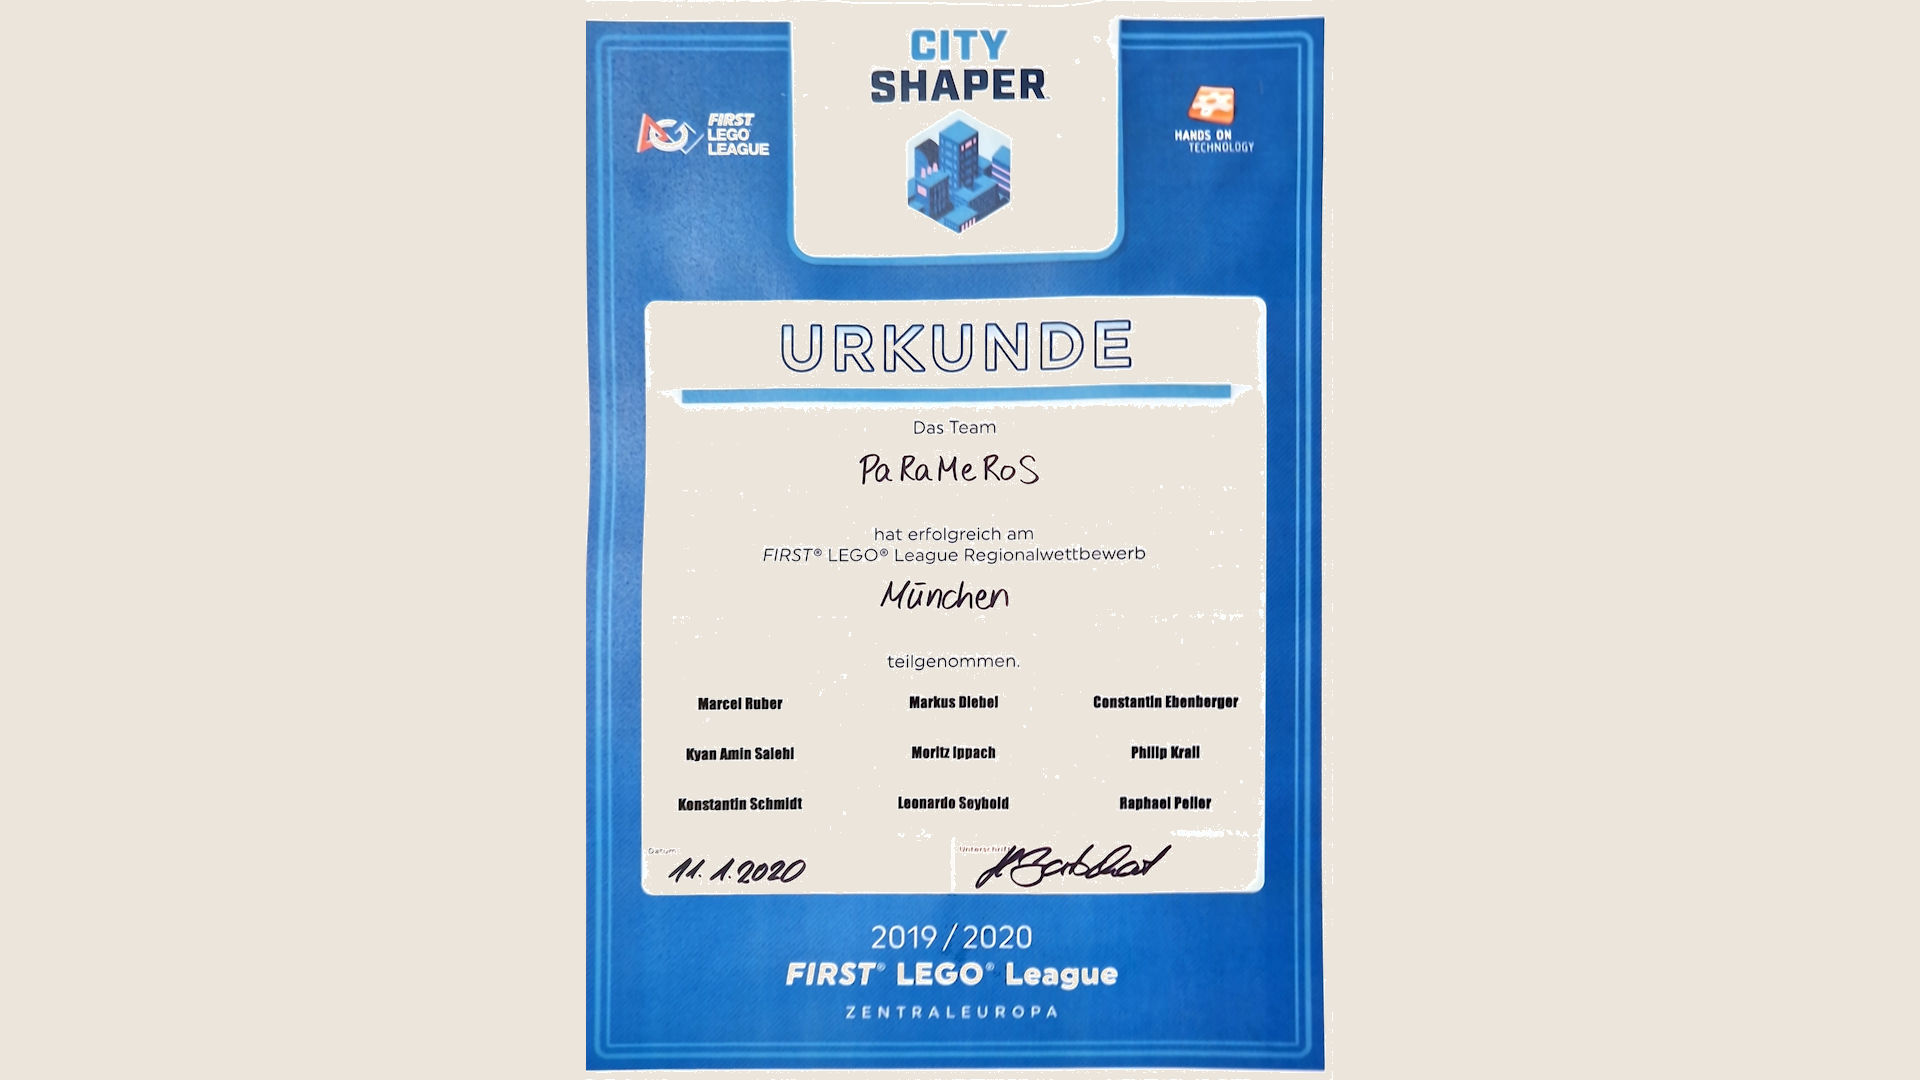 CITY
SHAPER
FIRST
LEGO
LEAGUE
HANDS ON
TECHNOLOGY
URKUNDE
Das Team
PaRaMeRoS
hat erfolgreich am
FIRST® LEGO® League Regionalwettbewerb
München
teilgenommen.
Marcel Ruber Markus Diebel Constantin Ebenberger
Kyan Amin Salehi Moritz Ippach Philip Krall
Konstantin Schmidt Leonardo Seybold Raphael Peller
Datum Unterschrift
11.1.2020
2019/2020
FIRST® LEGO® League
ZENTRALEUROPA